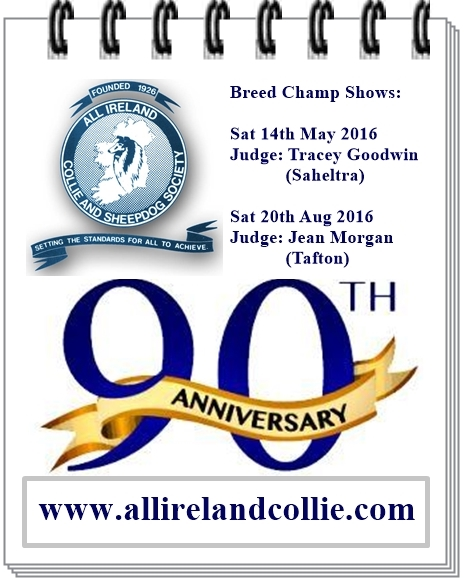 FOUNDED 1926
ALL IRELAND
COLLIE AND SHEEPDOG SOCIETY
SETTING THE STANDARDS FOR ALL TO ACHIEVE.
Breed Champ Shows:
Sat 14th May 2016
Judge: Tracey Goodwin
(Saheltra)
Sat 20th Aug 2016
Judge: Jean Morgan
(Tafton)
90TH
ANNIVERSARY
www.allirelandcollie.com